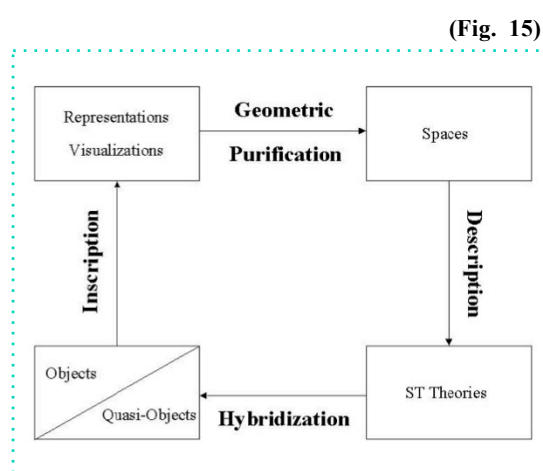 (Fig. 15)
Representations
Visualizations
Geometric
Purification
Spaces
Inscription
Description
Objects
Quasi-Objects
Hybridization
ST Theories